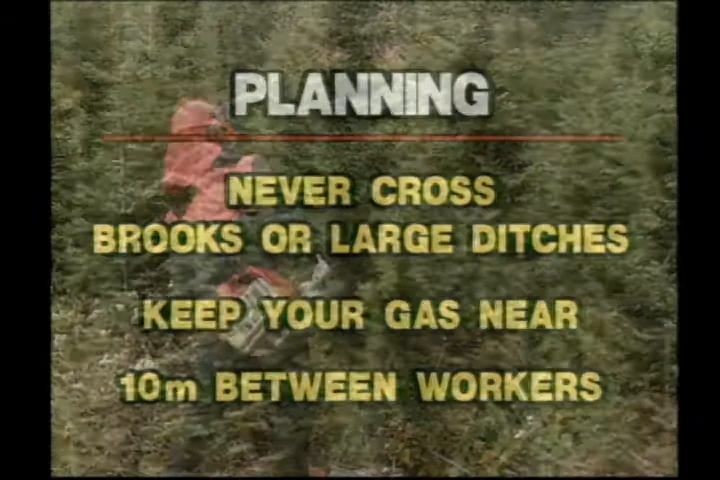 PLANNING
NEVER CROSS
BROOKS OR LARGE DITCHES
KEEP YOUR GAS NEAR
10m BETWEEN WORKERS